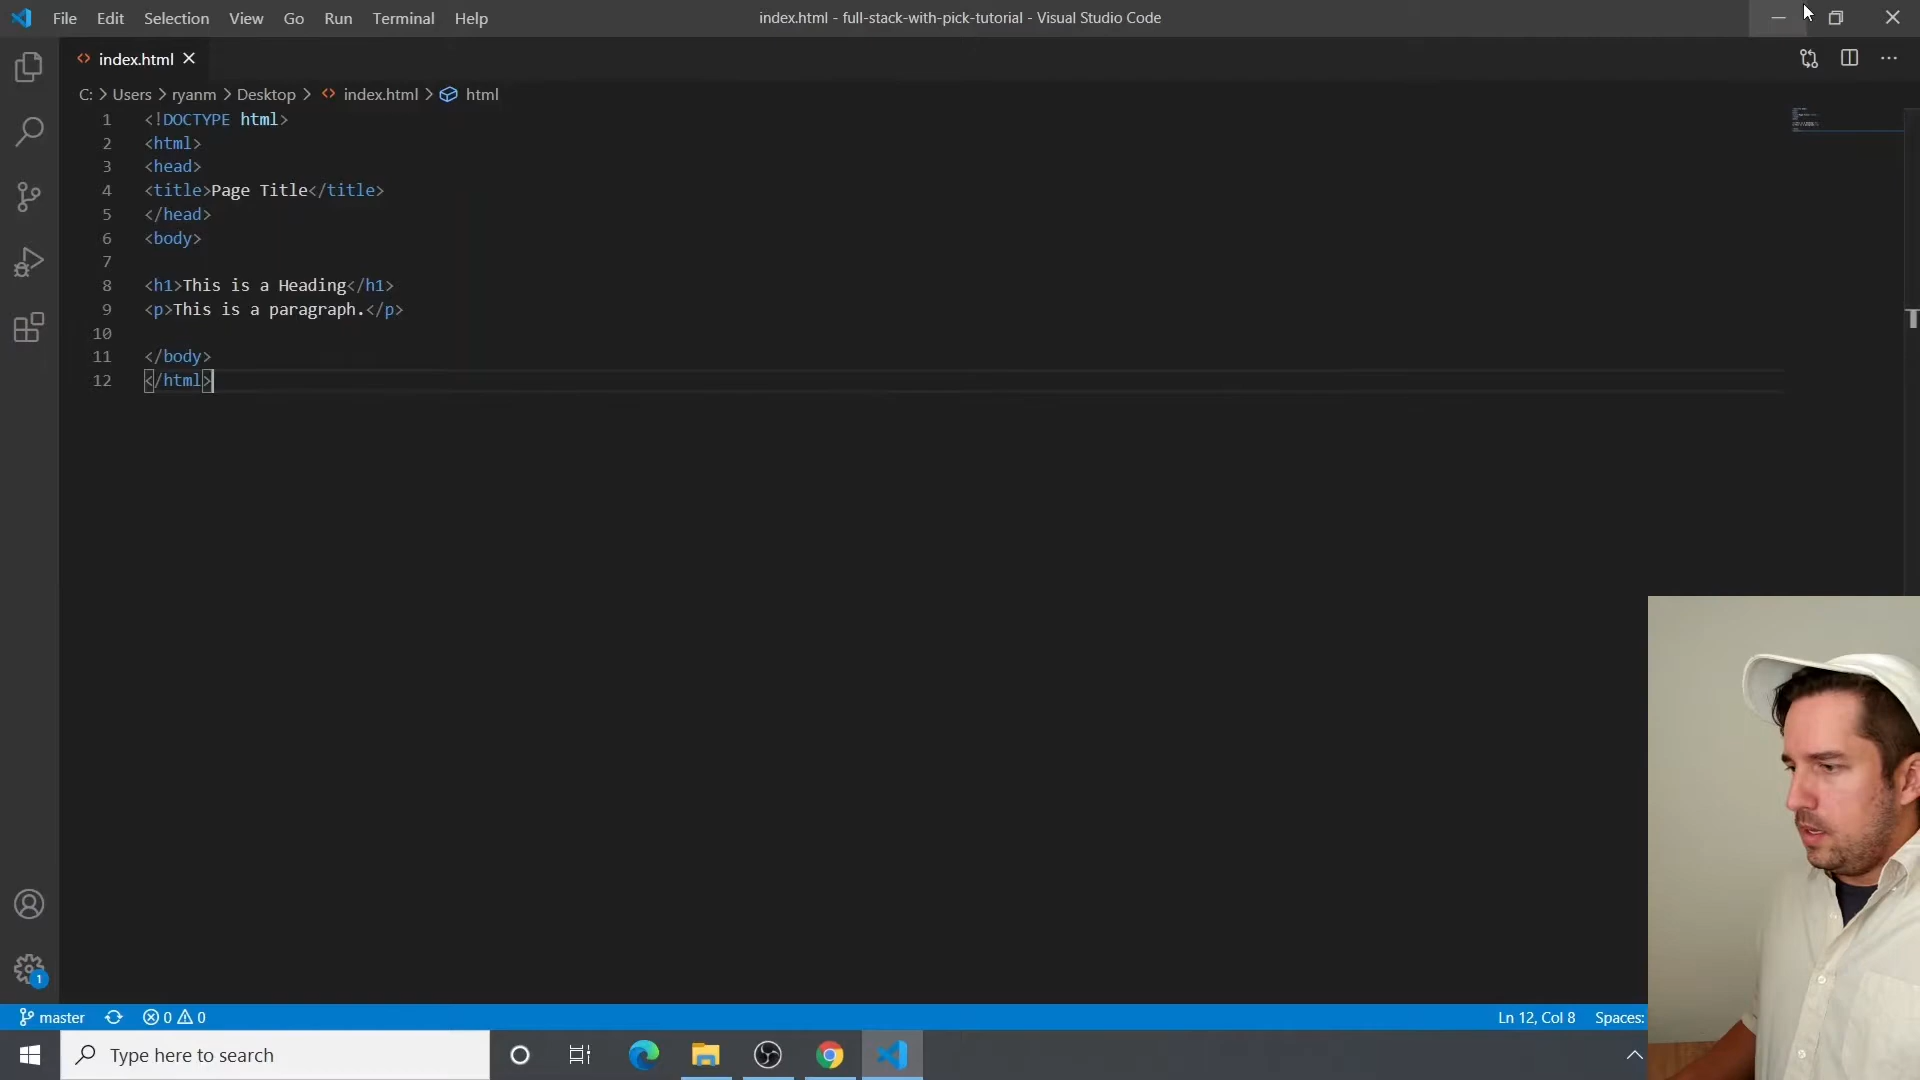 File Edit Selection View Go Run Terminal Help index.html - full-stack-with-pick-tutorial - Visual Studio Code
index.html
C: > Users > ryanm > Desktop > index.html > html
1 <!DOCTYPE html>
2 <html>
3 <head>
4 <title>Page Title</title>
5 </head>
6 <body>
7
8 <h1>This is a Heading</h1>
9 <p>This is a paragraph.</p>
10
11 </body>
12 </html>
1
master 0 0 Ln 12, Col 8 Spaces:
Type here to search